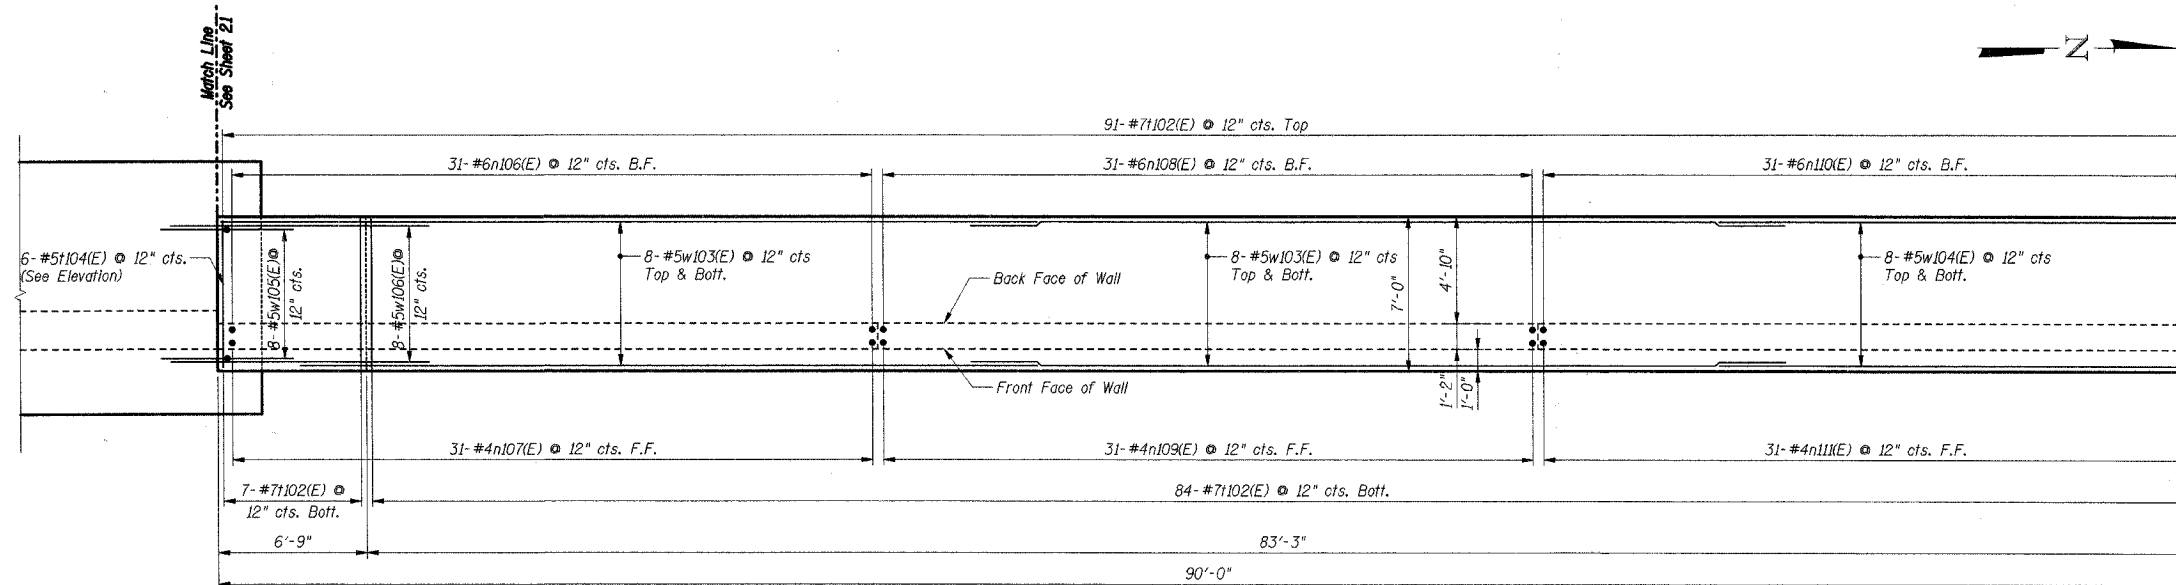 Match Line
See Sheet 21
N
91- #7t102(E) @ 12" cts. Top
31- #6n106(E) @ 12" cts. B.F.
31- #6n108(E) @ 12" cts. B.F.
31- #6n110(E) @ 12" cts. B.F.
6- #5t104(E) @ 12" cts.
(See Elevation)
8- #5w105(E)@
12" cts.
8- #5w106(E)@
12" cts.
8- #5w103(E) @ 12" cts
Top & Bott.
Back Face of Wall
8- #5w103(E) @ 12" cts
Top & Bott.
7'-0"
4'-10"
8- #5w104(E) @ 12" cts
Top & Bott.
Front Face of Wall
1'-2"
1'-0"
31- #4n107(E) @ 12" cts. F.F.
31- #4n109(E) @ 12" cts. F.F.
31- #4n111(E) @ 12" cts. F.F.
7- #7t102(E) @
12" cts. Bott.
84- #7t102(E) @ 12" cts. Bott.
6'-9"
83'-3"
90'-0"